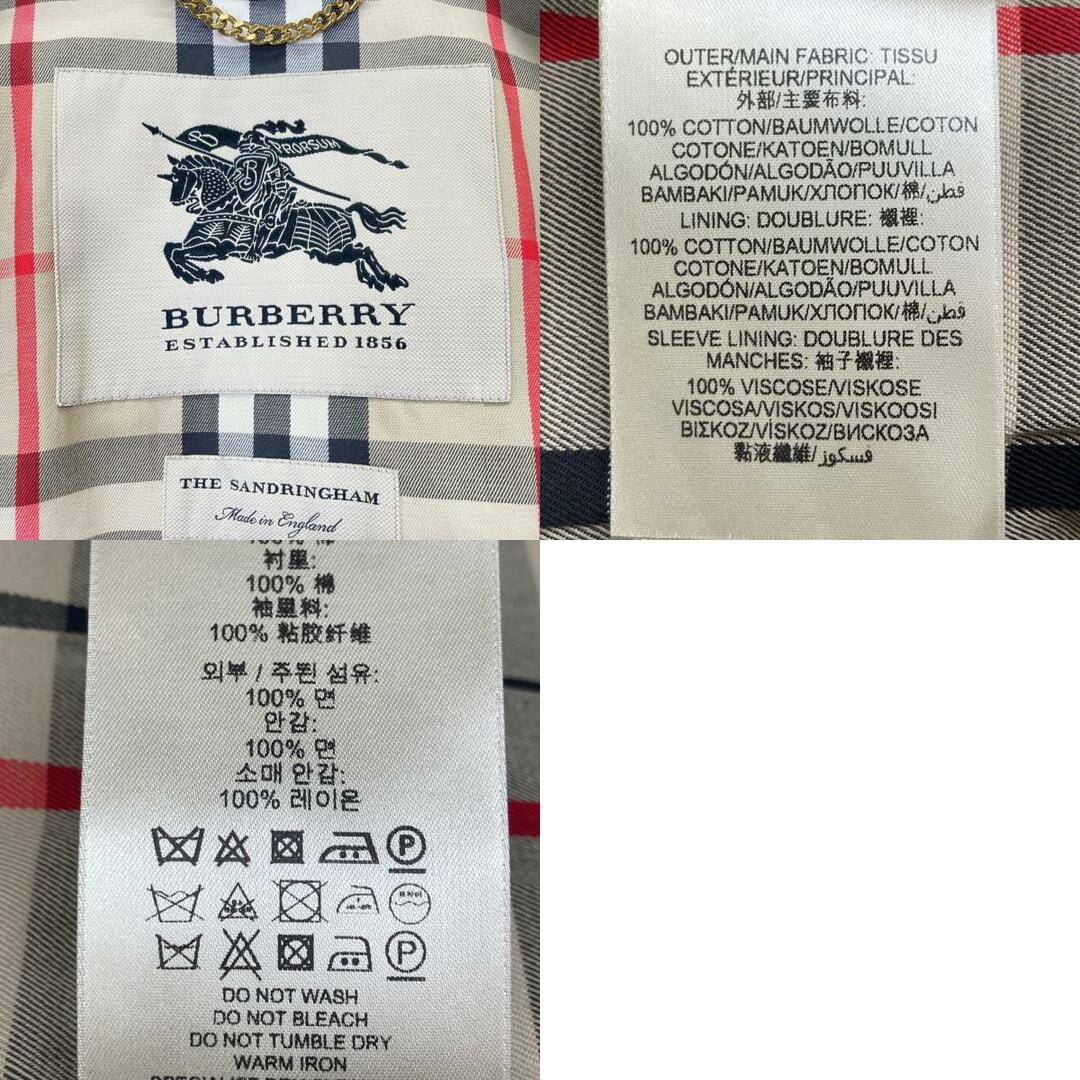 PRORSUM
BURBERRY
ESTABLISHED 1856
THE SANDRINGHAM
Made in England
OUTER/MAIN FABRIC: TISSU
EXTÉRIEUR/PRINCIPAL:
外部/主要布料:
100% COTTON/BAUMWOLLE/COTON
COTONE/KATOEN/BOMULL
ALGODÓN/ALGODÃO/PUUVILLA
BAMBAKI/PAMUK/ХЛОПОК/棉/قطن
LINING: DOUBLURE: 襯裡:
100% COTTON/BAUMWOLLE/COTON
COTONE/KATOEN/BOMULL
ALGODÓN/ALGODÃO/PUUVILLA
BAMBAKI/PAMUK/ХЛОПОК/棉/قطن
SLEEVE LINING: DOUBLURE DES
MANCHES: 袖子襯裡:
100% VISCOSE/VISKOSE
VISCOSA/VISKOS/VISKOOSI
ΒΙΣΚΟΖ/VİSKOZ/ВИСКОЗА
黏液纖維/فسكوز
100% 棉
衬里:
100% 棉
袖里料:
100% 粘胶纤维
외부 / 주된 섬유:
100% 면
안감:
100% 면
소매 안감:
100% 레이온
P
P
DO NOT WASH
DO NOT BLEACH
DO NOT TUMBLE DRY
WARM IRON